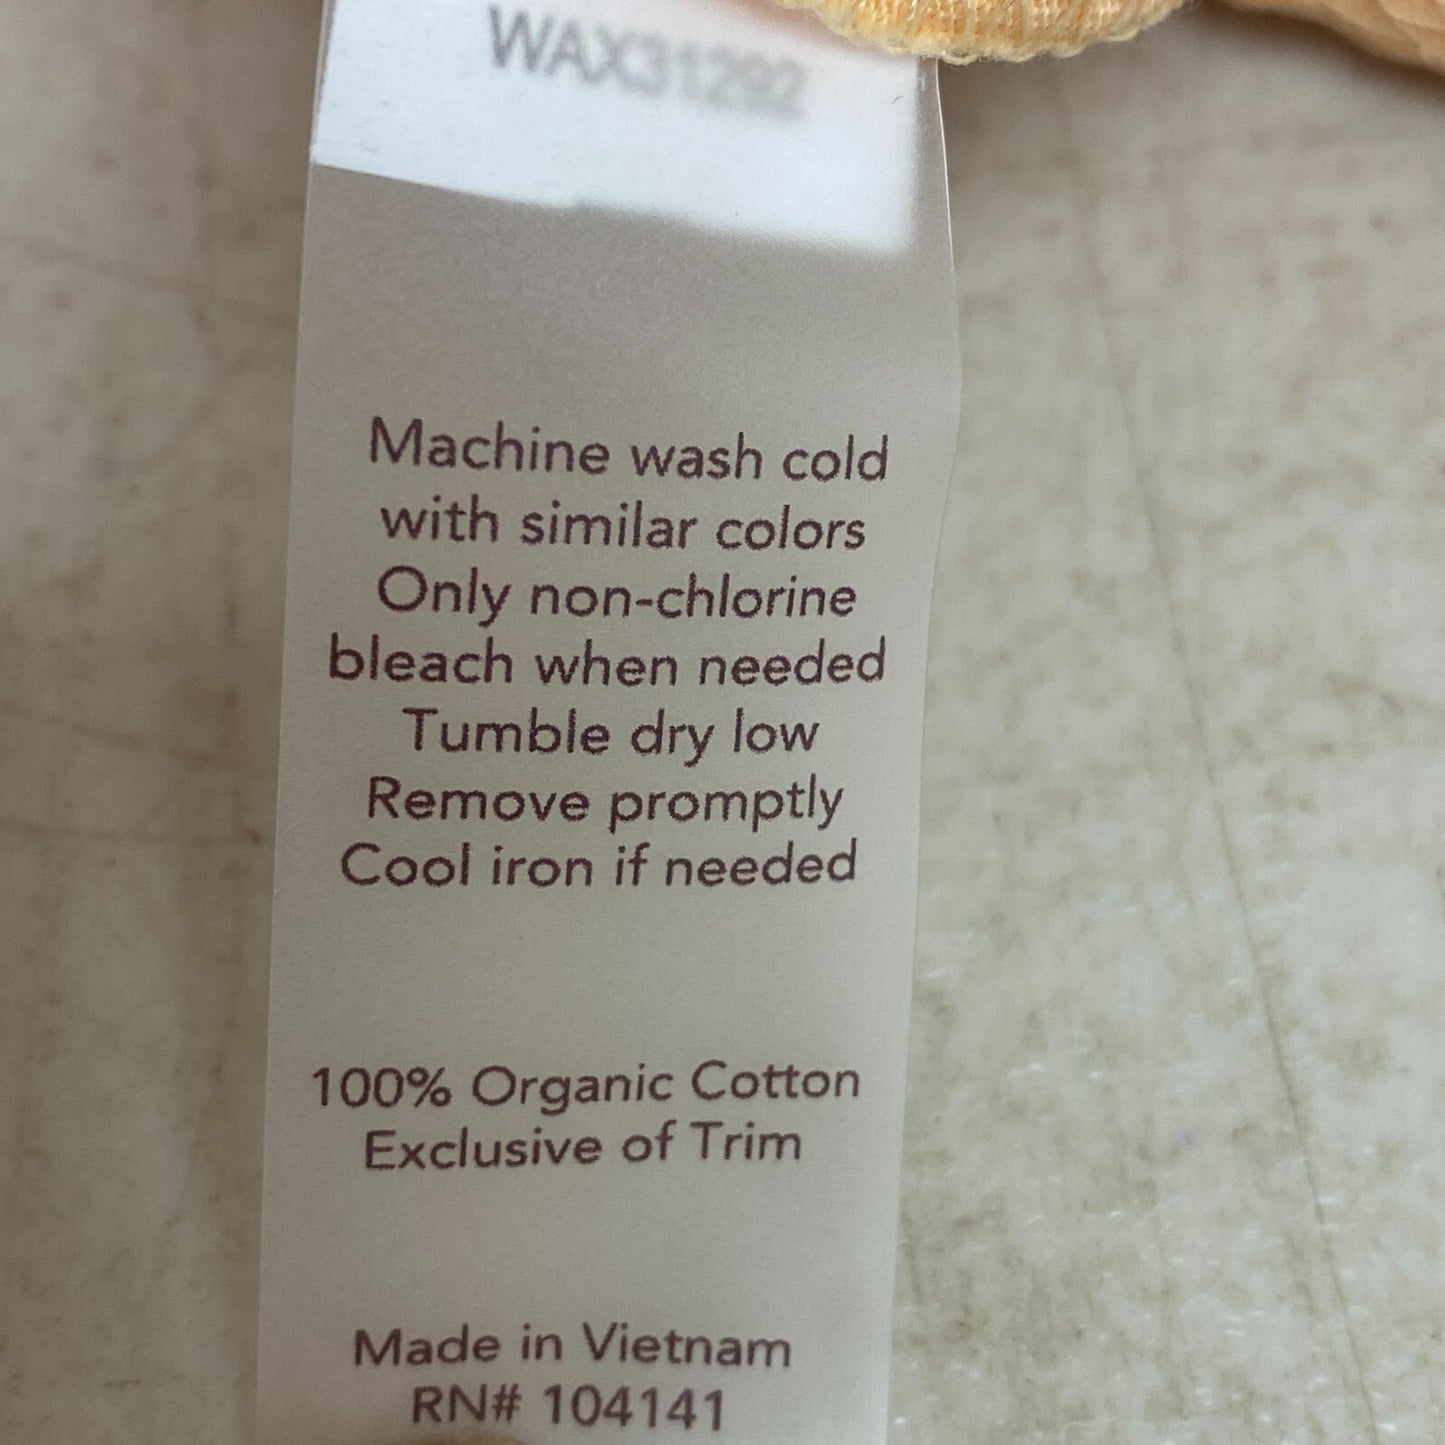 WAX31292
Machine wash cold
with similar colors
Only non-chlorine
bleach when needed
Tumble dry low
Remove promptly
Cool iron if needed
100% Organic Cotton
Exclusive of Trim
Made in Vietnam
RN# 104141